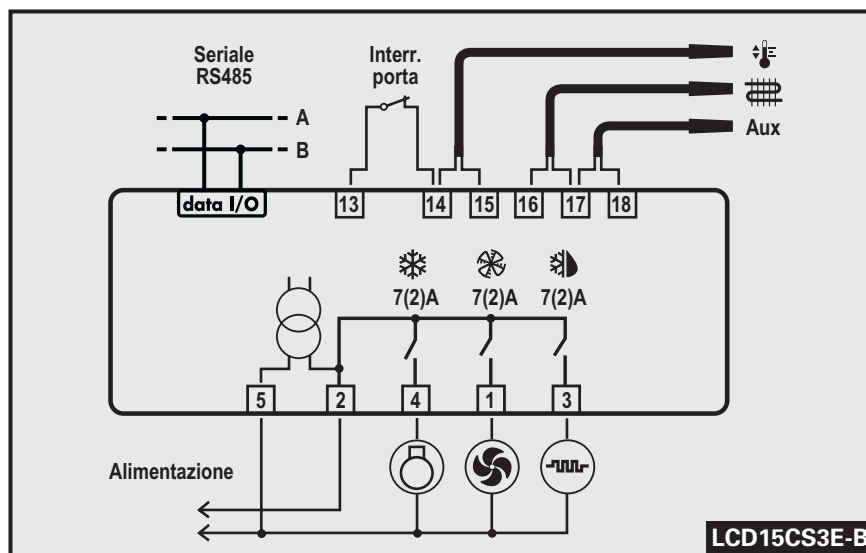 Seriale
RS485
Interr.
porta
A
B
Aux
data I/O
13
14
15
16
17
18
7(2)A
7(2)A
7(2)A
5
2
4
1
3
Alimentazione
LCD15CS3E-B